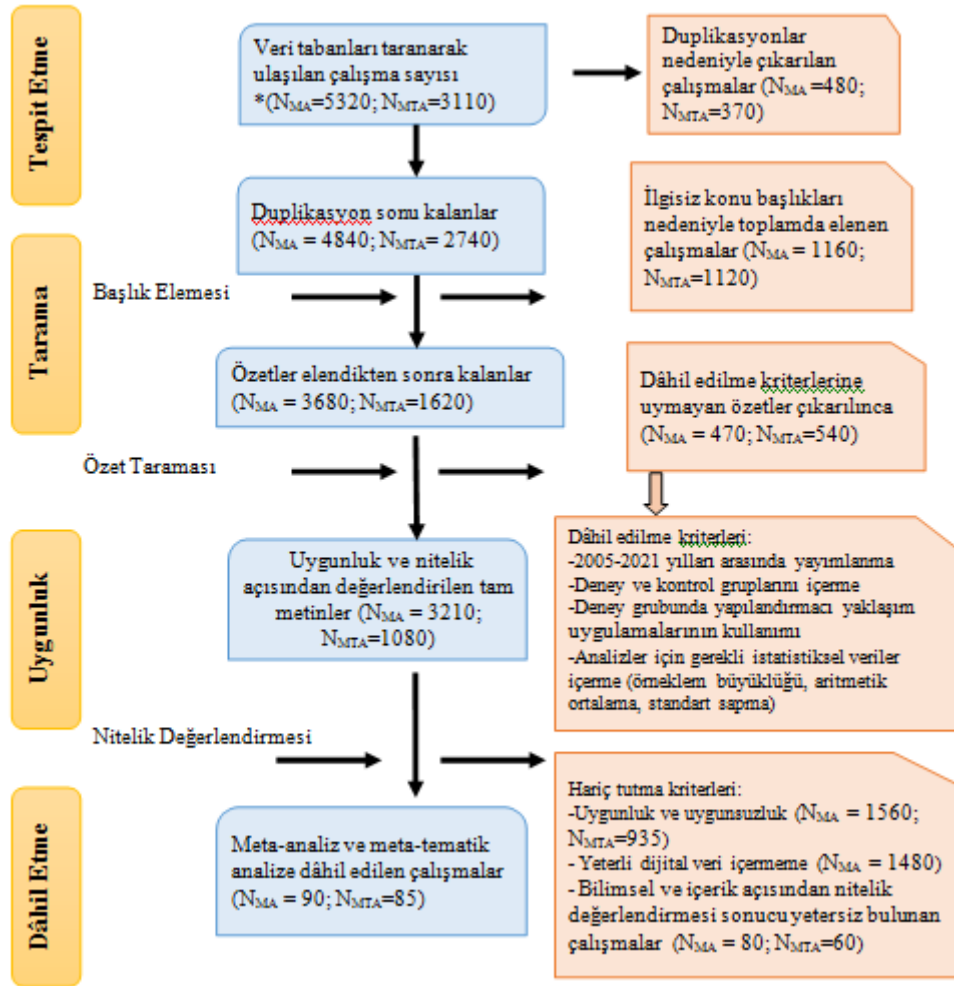 Tespit Etme
Veri tabanları taranarak
ulaşılan çalışma sayısı
*(NMA=5320; NMTA=3110)
Duplikasyonlar
nedeniyle çıkarılan
çalışmalar (NMA =480;
NMTA=370)
Duplikasyon sonu kalanlar
(NMA = 4840; NMTA= 2740)
İlgisiz konu başlıkları
nedeniyle toplamda elenen
çalışmalar (NMA = 1160;
NMTA=1120)
Tarama
Başlık Elemesi
Özetler elendikten sonra kalanlar
(NMA = 3680; NMTA=1620)
Dâhil edilme kriterlerine
uymayan özetler çıkarılınca
(NMA = 470; NMTA=540)
Özet Taraması
Uygunluk
Uygunluk ve nitelik
açısından değerlendirilen tam
metinler (NMA = 3210;
NMTA=1080)
Dâhil edilme kriterleri:
-2005-2021 yılları arasında yayımlanma
-Deney ve kontrol gruplarını içerme
-Deney grubunda yapılandırmacı yaklaşım
uygulamalarının kullanımı
-Analizler için gerekli istatistiksel veriler
içerme (örneklem büyüklüğü, aritmetik
ortalama, standart sapma)
Nitelik Değerlendirmesi
Dâhil Etme
Meta-analiz ve meta-tematik
analize dâhil edilen çalışmalar
(NMA = 90; NMTA=85)
Hariç tutma kriterleri:
-Uygunluk ve uygunsuzluk (NMA = 1560;
NMTA=935)
- Yeterli dijital veri içermeme (NMA = 1480)
- Bilimsel ve içerik açısından nitelik
değerlendirmesi sonucu yetersiz bulunan
çalışmalar (NMA = 80; NMTA=60)